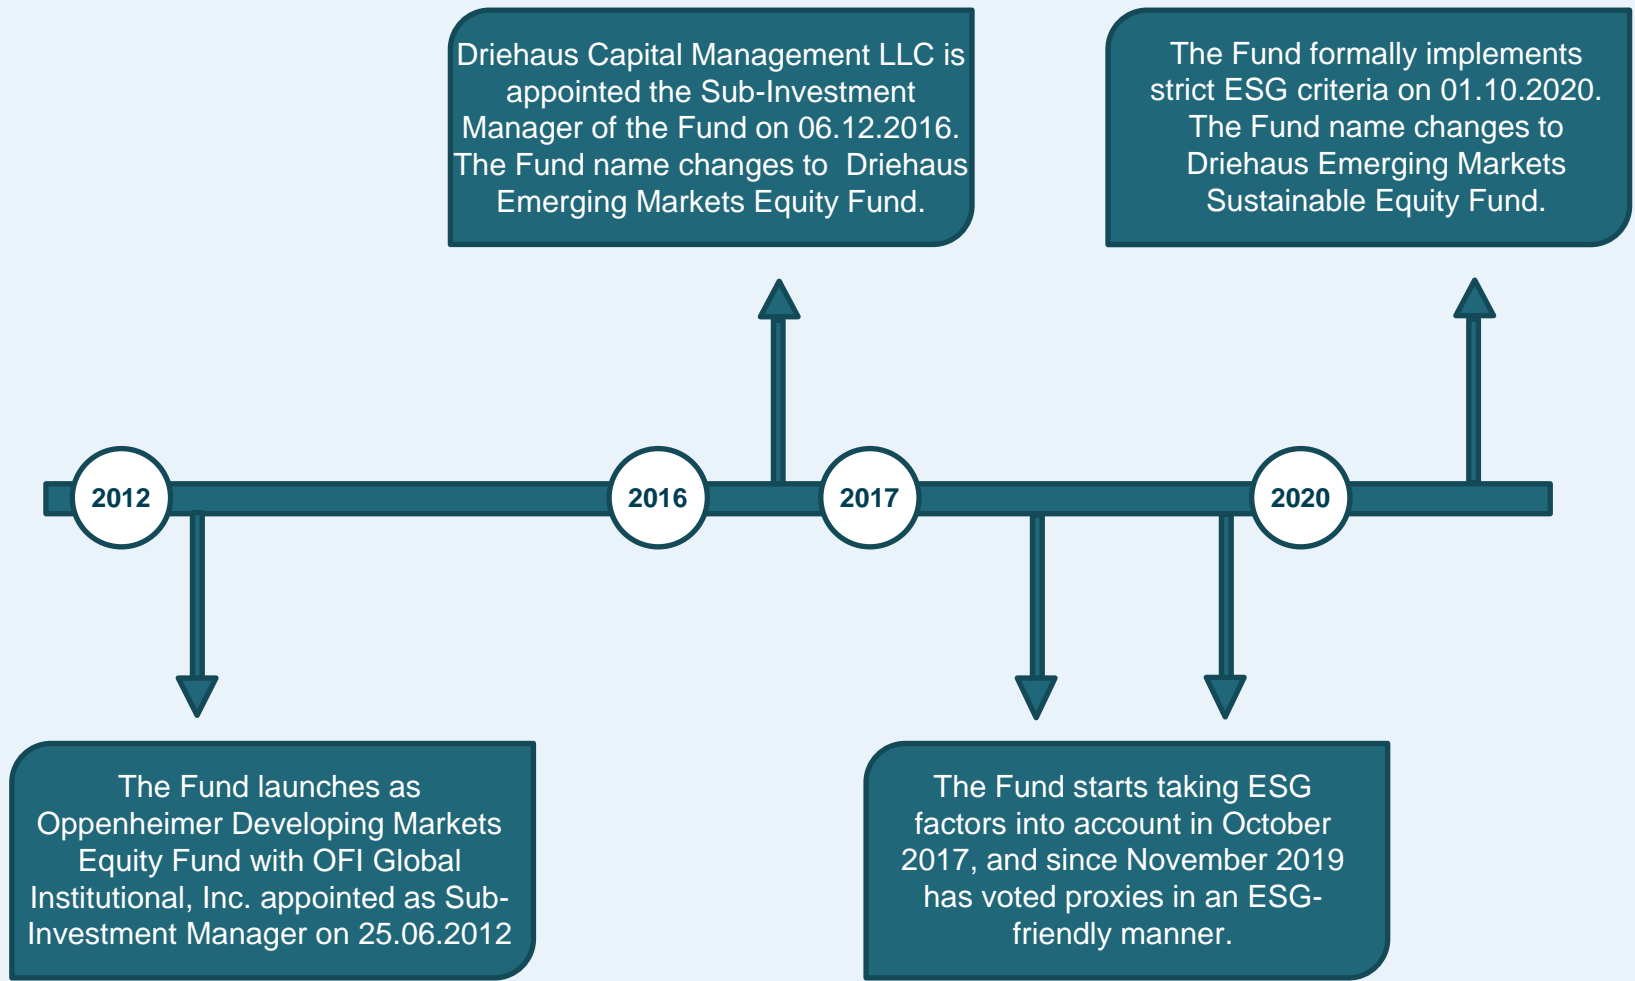 Driehaus Capital Management LLC is
appointed the Sub-Investment
Manager of the Fund on 06.12.2016.
The Fund name changes to  Driehaus
Emerging Markets Equity Fund.
The Fund formally implements
strict ESG criteria on 01.10.2020.
The Fund name changes to
Driehaus Emerging Markets
Sustainable Equity Fund.
2012
2016
2017
2020
The Fund launches as
Oppenheimer Developing Markets
Equity Fund with OFI Global
Institutional, Inc. appointed as Sub-
Investment Manager on 25.06.2012
The Fund starts taking ESG
factors into account in October
2017, and since November 2019
has voted proxies in an ESG-
friendly manner.